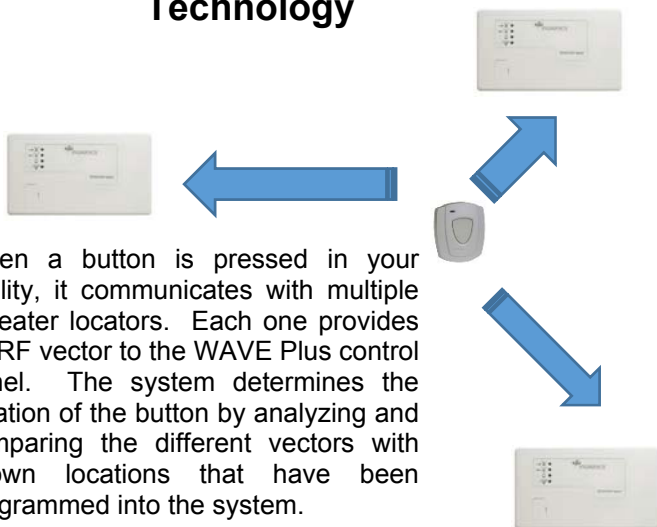 Technology
en a button is pressed in your
ility, it communicates with multiple
eater locators. Each one provides
RF vector to the WAVE Plus control
nel. The system determines the
ation of the button by analyzing and
mparing the different vectors with
own locations that have been
grammed into the system.